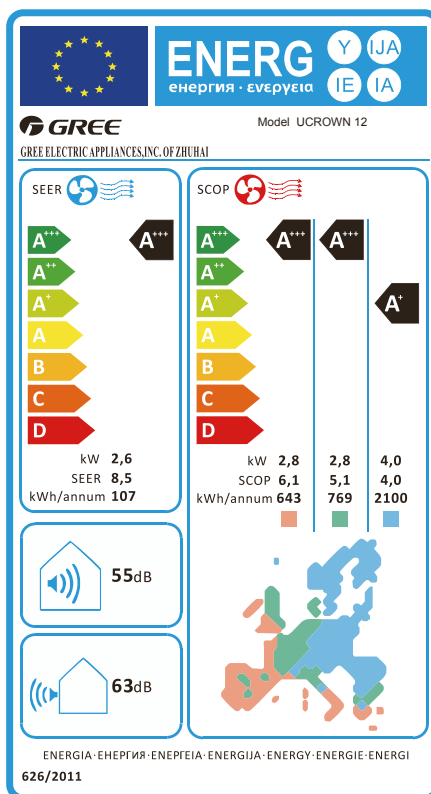 ENERG
енергия · ενεργεια
Y IJA
IE IA
GREE
Model UCROWN 12
GREE ELECTRIC APPLIANCES,INC. OF ZHUHAI
SEER
A+++
A+++
A++
A+
A
B
C
D
kW 2,6
SEER 8,5
kWh/annum 107
SCOP
A+++
A+++
A+++
A++
A+
A+
A
B
C
D
kW 2,8 2,8 4,0
SCOP 6,1 5,1 4,0
kWh/annum 643 769 2100
55dB
63dB
ENERGIA·ЕНЕРГИЯ·ΕΝΕΡΓΕΙΑ·ENERGIJA·ENERGY·ENERGIE·ENERGI
626/2011